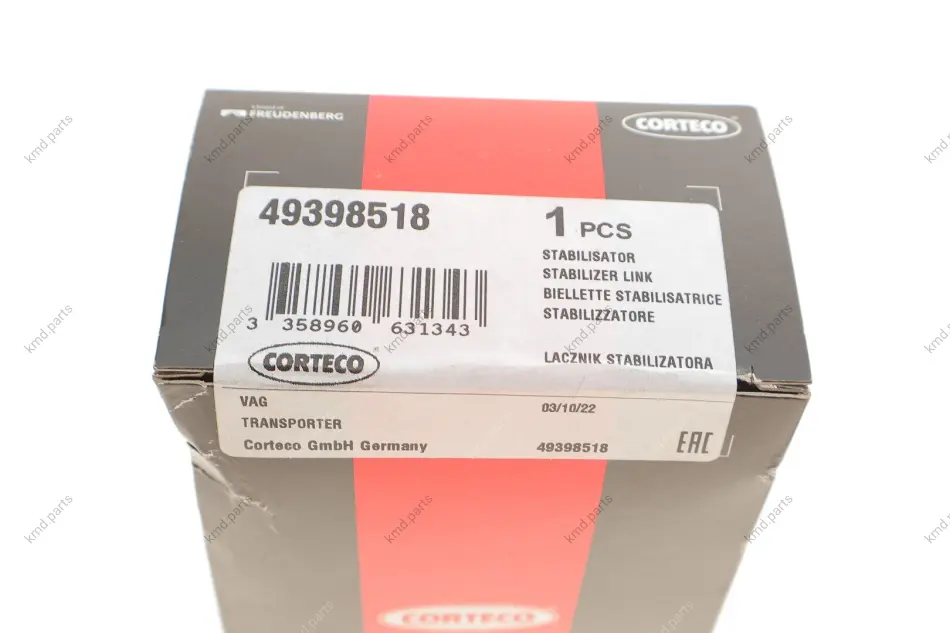 FREUDENBERG
CORTECO
49398518
1 PCS
STABILISATOR
STABILIZER LINK
BIELLETTE STABILISATRICE
STABILIZZATORE
3 358960 631343
CORTECO
LACZNIK STABILIZATORA
VAG
03/10/22
TRANSPORTER
Corteco GmbH Germany
49398518
EAC
CORTECO
kmd.parts